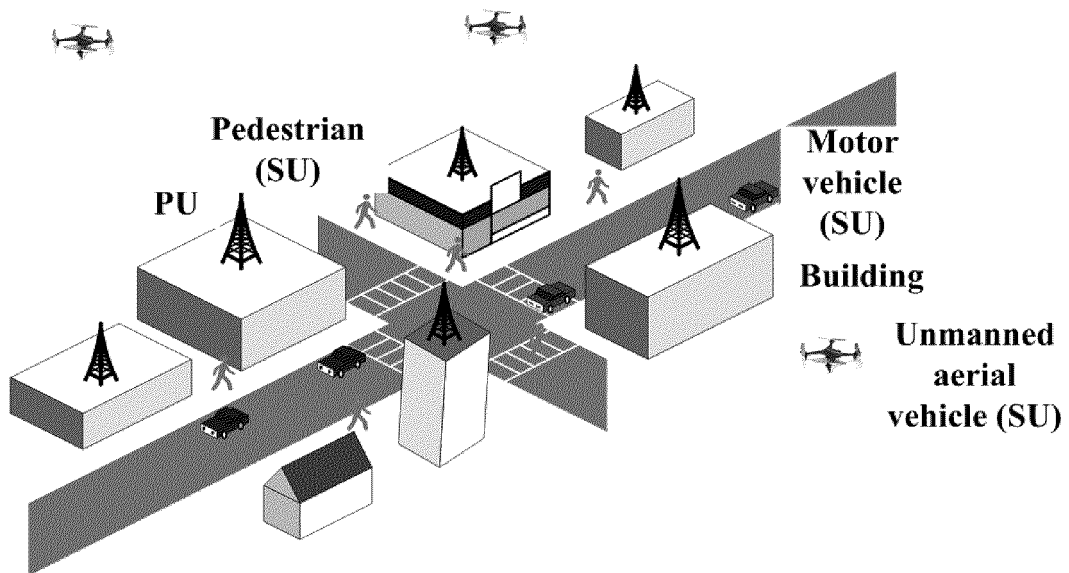 Pedestrian
(SU)
PU
Motor
vehicle
(SU)
Building
Unmanned
aerial
vehicle (SU)